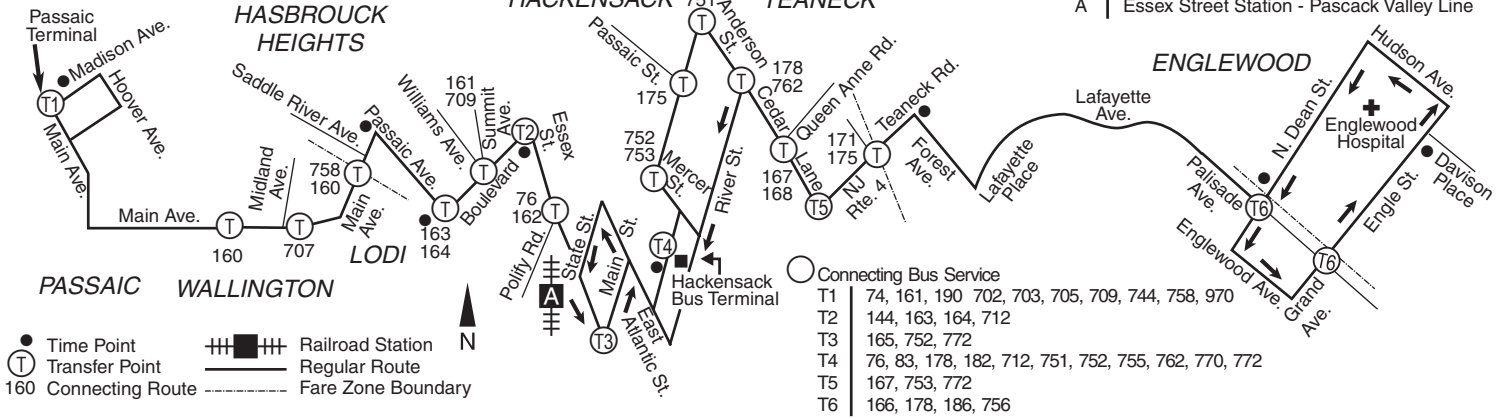 HACKENSACK
751
TEANECK
A Essex Street Station - Pascack Valley Line
Passaic
Terminal
HASBROUCK
HEIGHTS
Madison Ave.
Hoover Ave.
T1
Main Ave.
Main Ave.
160
T
Midland
Ave.
T
707
Saddle River Ave.
758
160
T
Main
Ave.
LODI
Passaic Ave.
T
163
164
Williams Ave.
161
709
Summit
Ave.
T
Boulevard
T2
Essex
St.
76
162
T
Polify Rd.
A
State St.
Main St.
T3
East
Atlantic St.
Passaic St.
T
175
T
Anderson
St.
T
178
762
752
753
T
Mercer
St.
River St.
T4
Hackensack
Bus Terminal
Cedar
Lane
T
167
168
Queen Anne Rd.
T5
NJ
Rte. 4
171
175
T
Teaneck Rd.
Forest
Ave.
Lafayette
Place
Lafayette
Ave.
ENGLEWOOD
Palisade
Ave.
N. Dean St.
Hudson Ave.
Englewood
Hospital
Davison
Place
Engle St.
T6
T6
Englewood Ave.
Grand
Ave.
PASSAIC
WALLINGTON
Time Point
T Transfer Point
160 Connecting Route
Railroad Station
Regular Route
Fare Zone Boundary
N
Connecting Bus Service
T1 74, 161, 190 702, 703, 705, 709, 744, 758, 970
T2 144, 163, 164, 712
T3 165, 752, 772
T4 76, 83, 178, 182, 712, 751, 752, 755, 762, 770, 772
T5 167, 753, 772
T6 166, 178, 186, 756